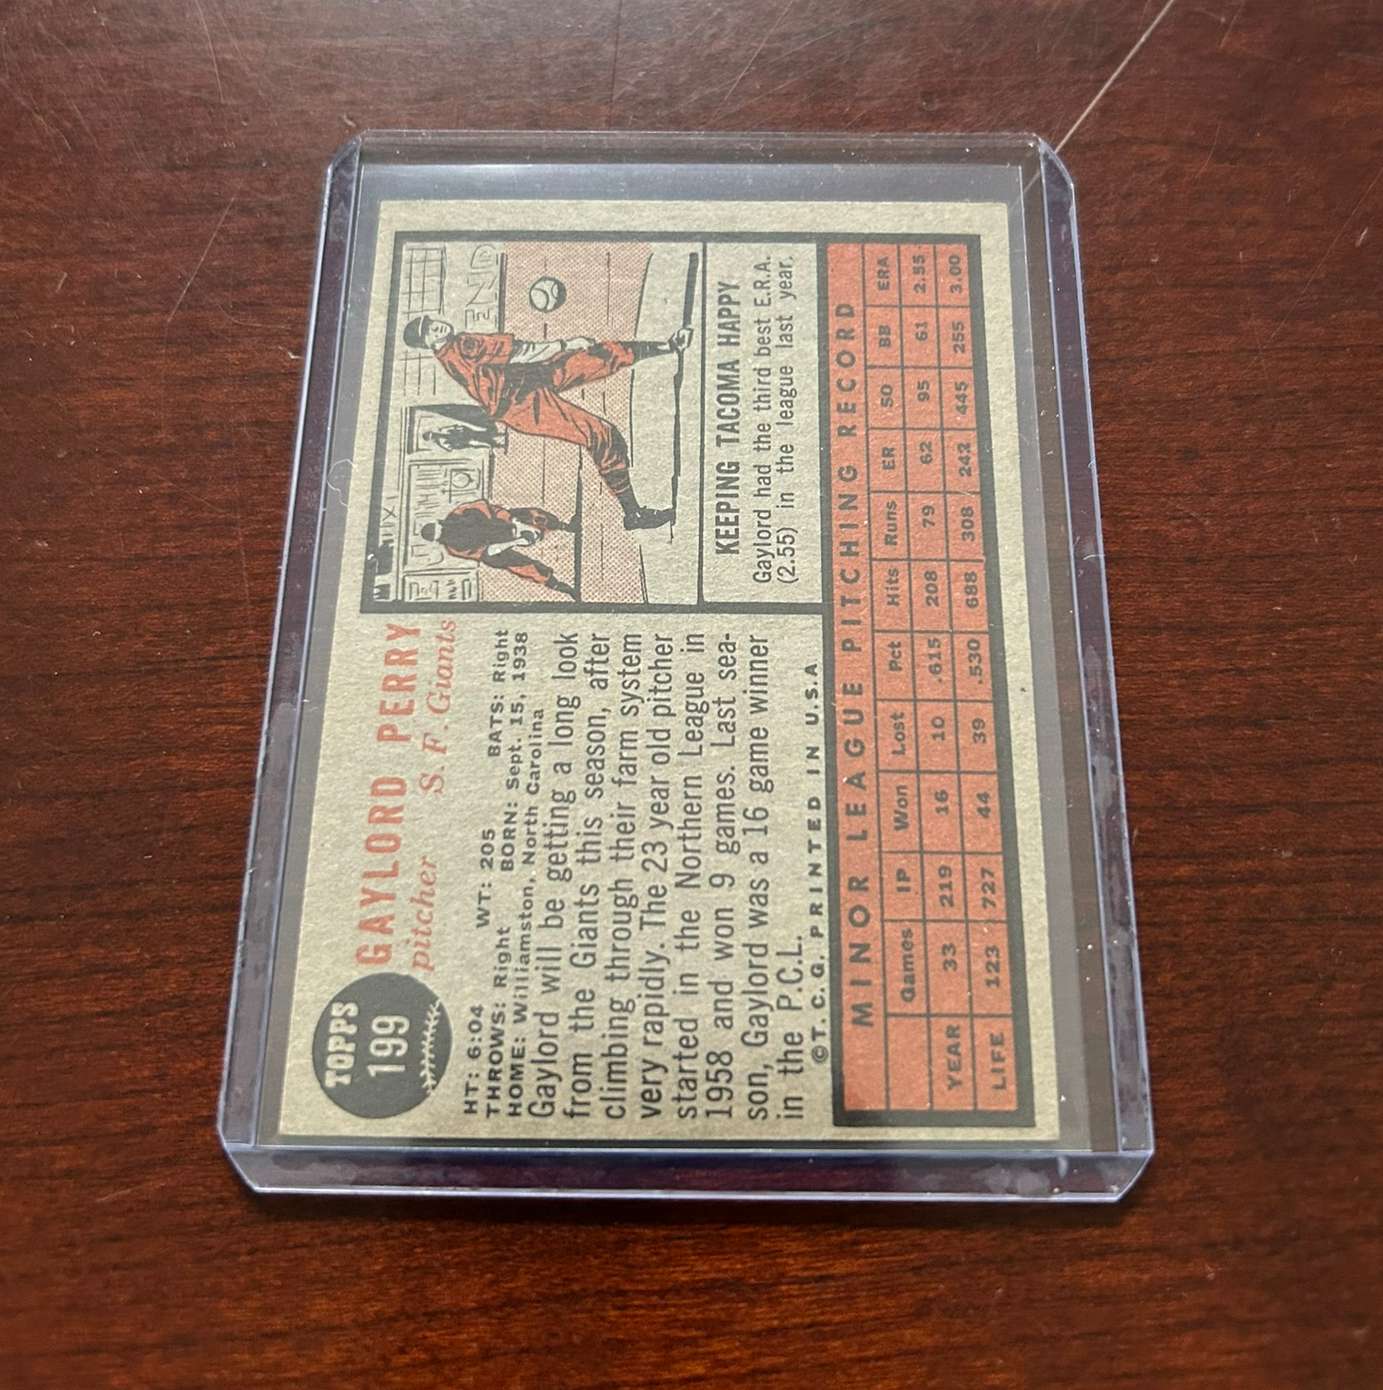 TOPPS
199
GAYLORD PERRY
pitcher S. F. Giants
HT: 6:04 WT: 205 BATS: Right
THROWS: Right BORN: Sept. 15, 1938
HOME: Williamston, North Carolina
Gaylord will be getting a long look
from the Giants this season, after
climbing through their farm system
very rapidly. The 23 year old pitcher
started in the Northern League in
1958 and won 9 games. Last sea-
son, Gaylord was a 16 game winner
in the P.C.L.
©T. C. G. PRINTED IN U.S.A.
END
KEEPING TACOMA HAPPY
Gaylord had the third best E.R.A.
(2.55) in the league last year.
MINOR LEAGUE PITCHING RECORD
Games IP Won Lost Pct Hits Runs ER SO BB ERA
YEAR 33 219 16 10 .615 208 79 62 95 61 2.55
LIFE 123 727 44 39 .530 688 308 242 445 255 3.00